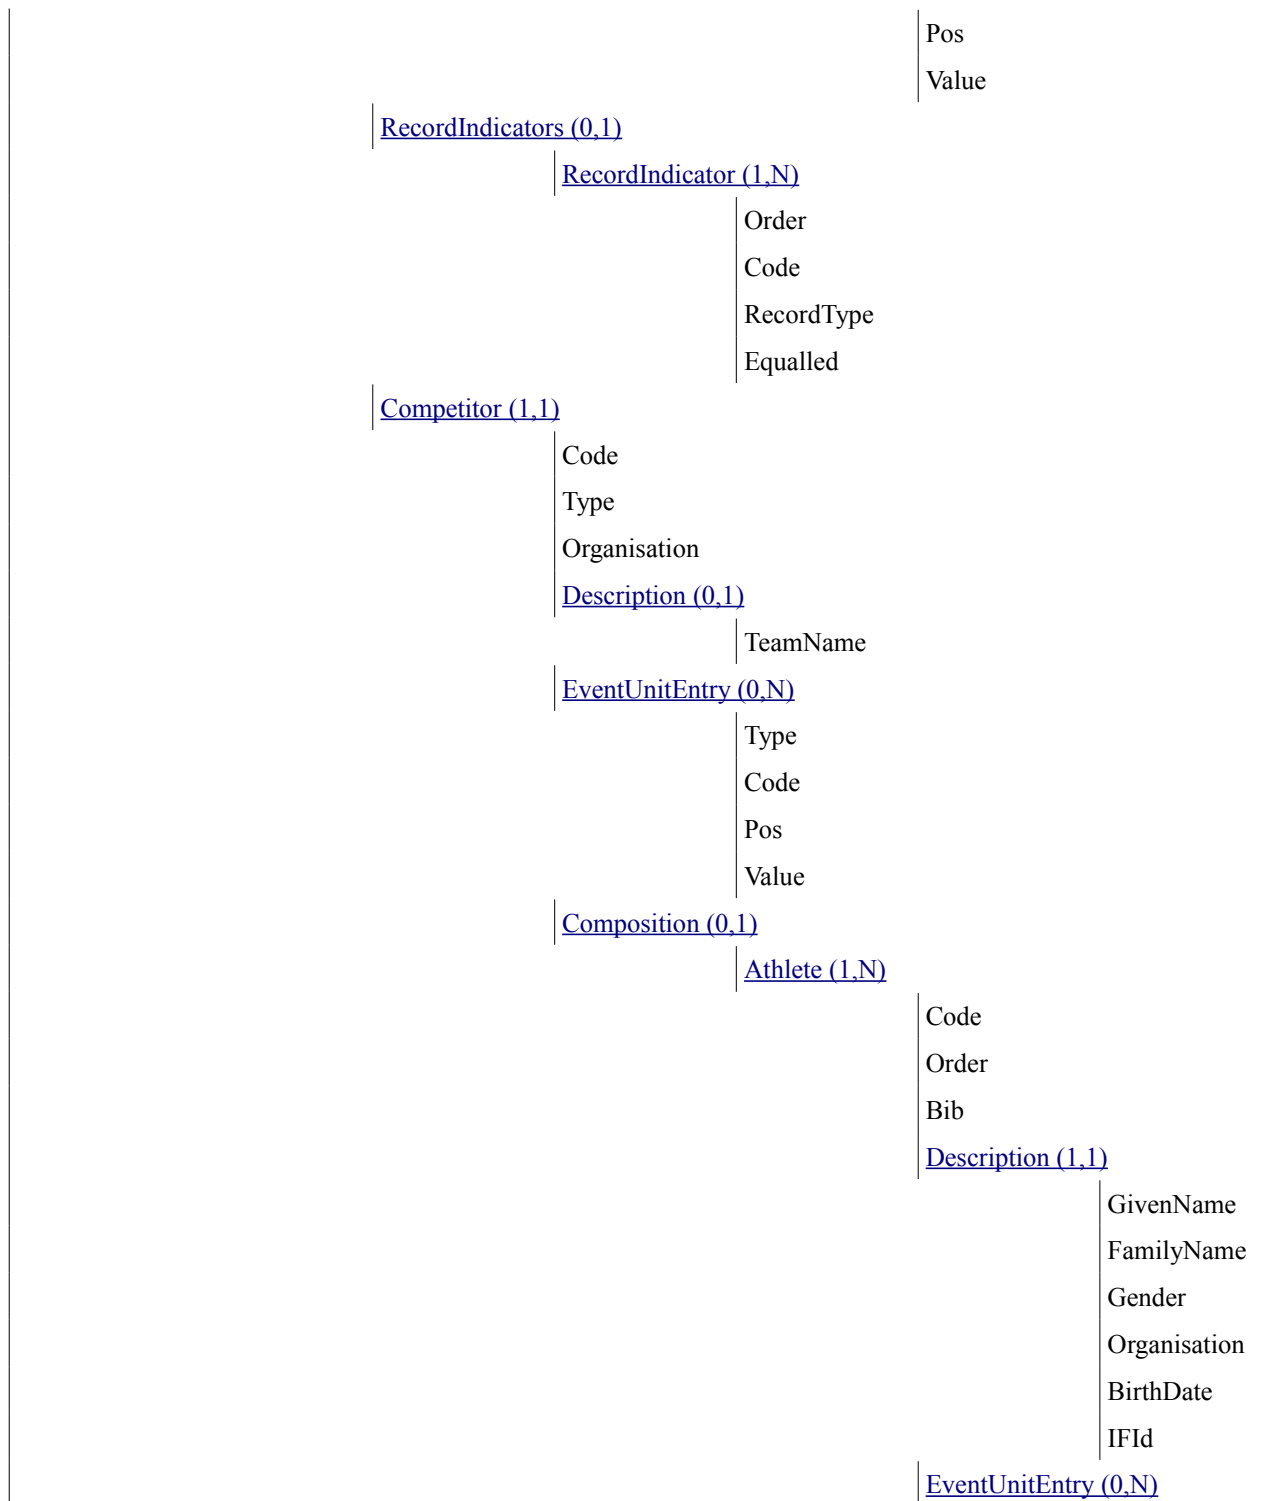 Pos
Value
RecordIndicators (0,1)
RecordIndicator (1,N)
Order
Code
RecordType
Equalled
Competitor (1,1)
Code
Type
Organisation
Description (0,1)
TeamName
EventUnitEntry (0,N)
Type
Code
Pos
Value
Composition (0,1)
Athlete (1,N)
Code
Order
Bib
Description (1,1)
GivenName
FamilyName
Gender
Organisation
BirthDate
IFId
EventUnitEntry (0,N)